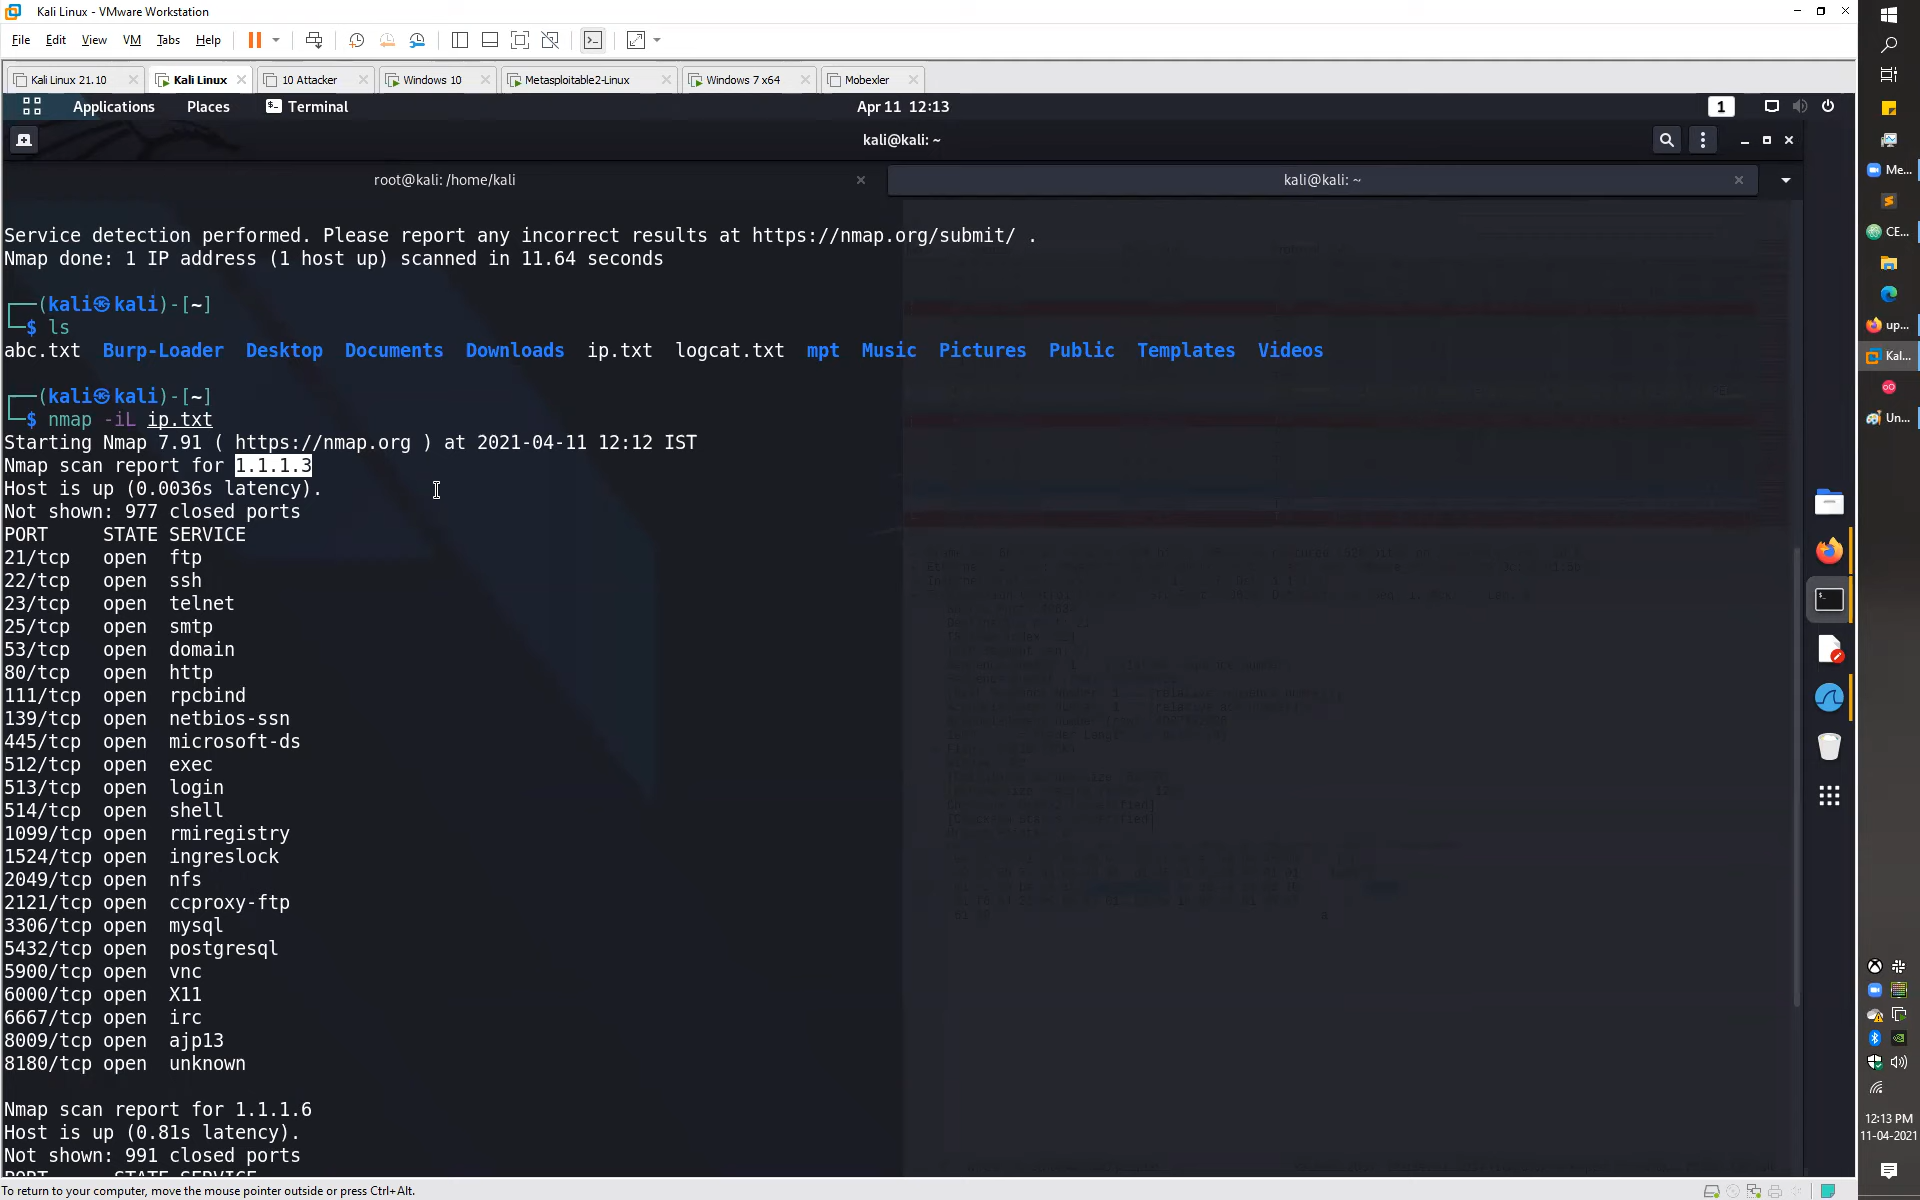 Kali Linux - VMware Workstation
File Edit View VM Tabs Help
Kali Linux 21.10 Kali Linux 10 Attacker Windows 10 Metasploitable2-Linux Windows 7 x64 Mobexler
Applications Places Terminal Apr 11 12:13 1
kali@kali: ~
root@kali: /home/kali kali@kali: ~
Service detection performed. Please report any incorrect results at https://nmap.org/submit/ .
Nmap done: 1 IP address (1 host up) scanned in 11.64 seconds
(kali㉿kali)-[~]
$ ls
abc.txt Burp-Loader Desktop Documents Downloads ip.txt logcat.txt mpt Music Pictures Public Templates Videos
(kali㉿kali)-[~]
$ nmap -iL ip.txt
Starting Nmap 7.91 ( https://nmap.org ) at 2021-04-11 12:12 IST
Nmap scan report for 1.1.1.3
Host is up (0.0036s latency).
Not shown: 977 closed ports
PORT STATE SERVICE
21/tcp open ftp
22/tcp open ssh
23/tcp open telnet
25/tcp open smtp
53/tcp open domain
80/tcp open http
111/tcp open rpcbind
139/tcp open netbios-ssn
445/tcp open microsoft-ds
512/tcp open exec
513/tcp open login
514/tcp open shell
1099/tcp open rmiregistry
1524/tcp open ingreslock
2049/tcp open nfs
2121/tcp open ccproxy-ftp
3306/tcp open mysql
5432/tcp open postgresql
5900/tcp open vnc
6000/tcp open X11
6667/tcp open irc
8009/tcp open ajp13
8180/tcp open unknown
Nmap scan report for 1.1.1.6
Host is up (0.81s latency).
Not shown: 991 closed ports
PORT STATE SERVICE
To return to your computer, move the mouse pointer outside or press Ctrl+Alt.
Me...
CE...
up...
Kal...
Un...
12:13 PM
11-04-2021